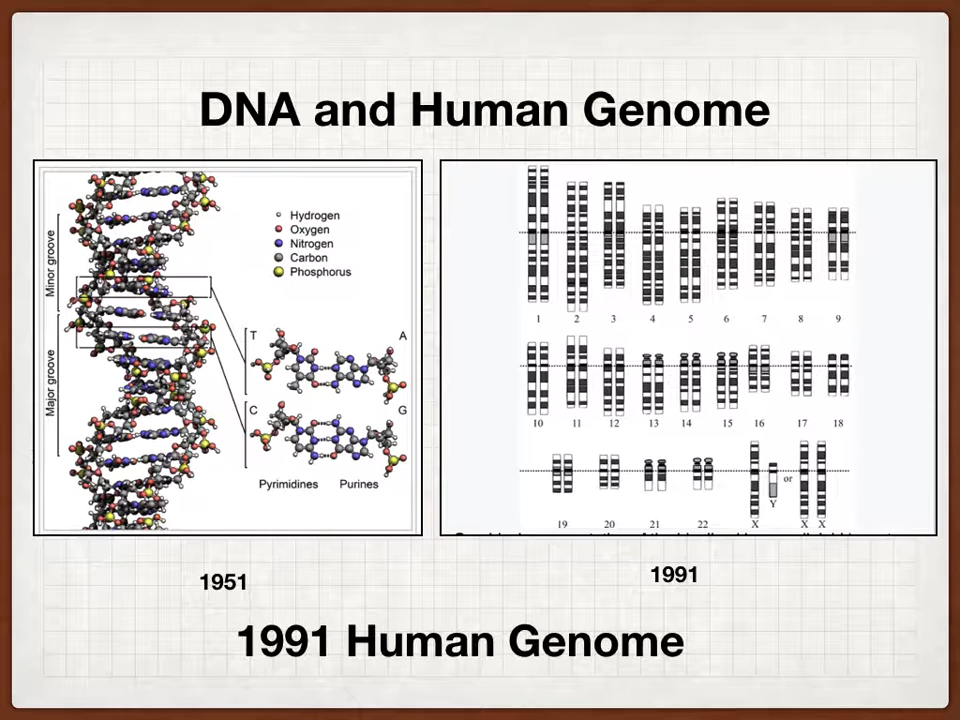 DNA and Human Genome
Hydrogen
Oxygen
Nitrogen
Carbon
Phosphorus
Minor groove
Major groove
T A
C G
Pyrimidines Purines
1 2 3 4 5 6 7 8 9
10 11 12 13 14 15 16 17 18
or
Y
19 20 21 22 X X X
1951
1991
1991 Human Genome